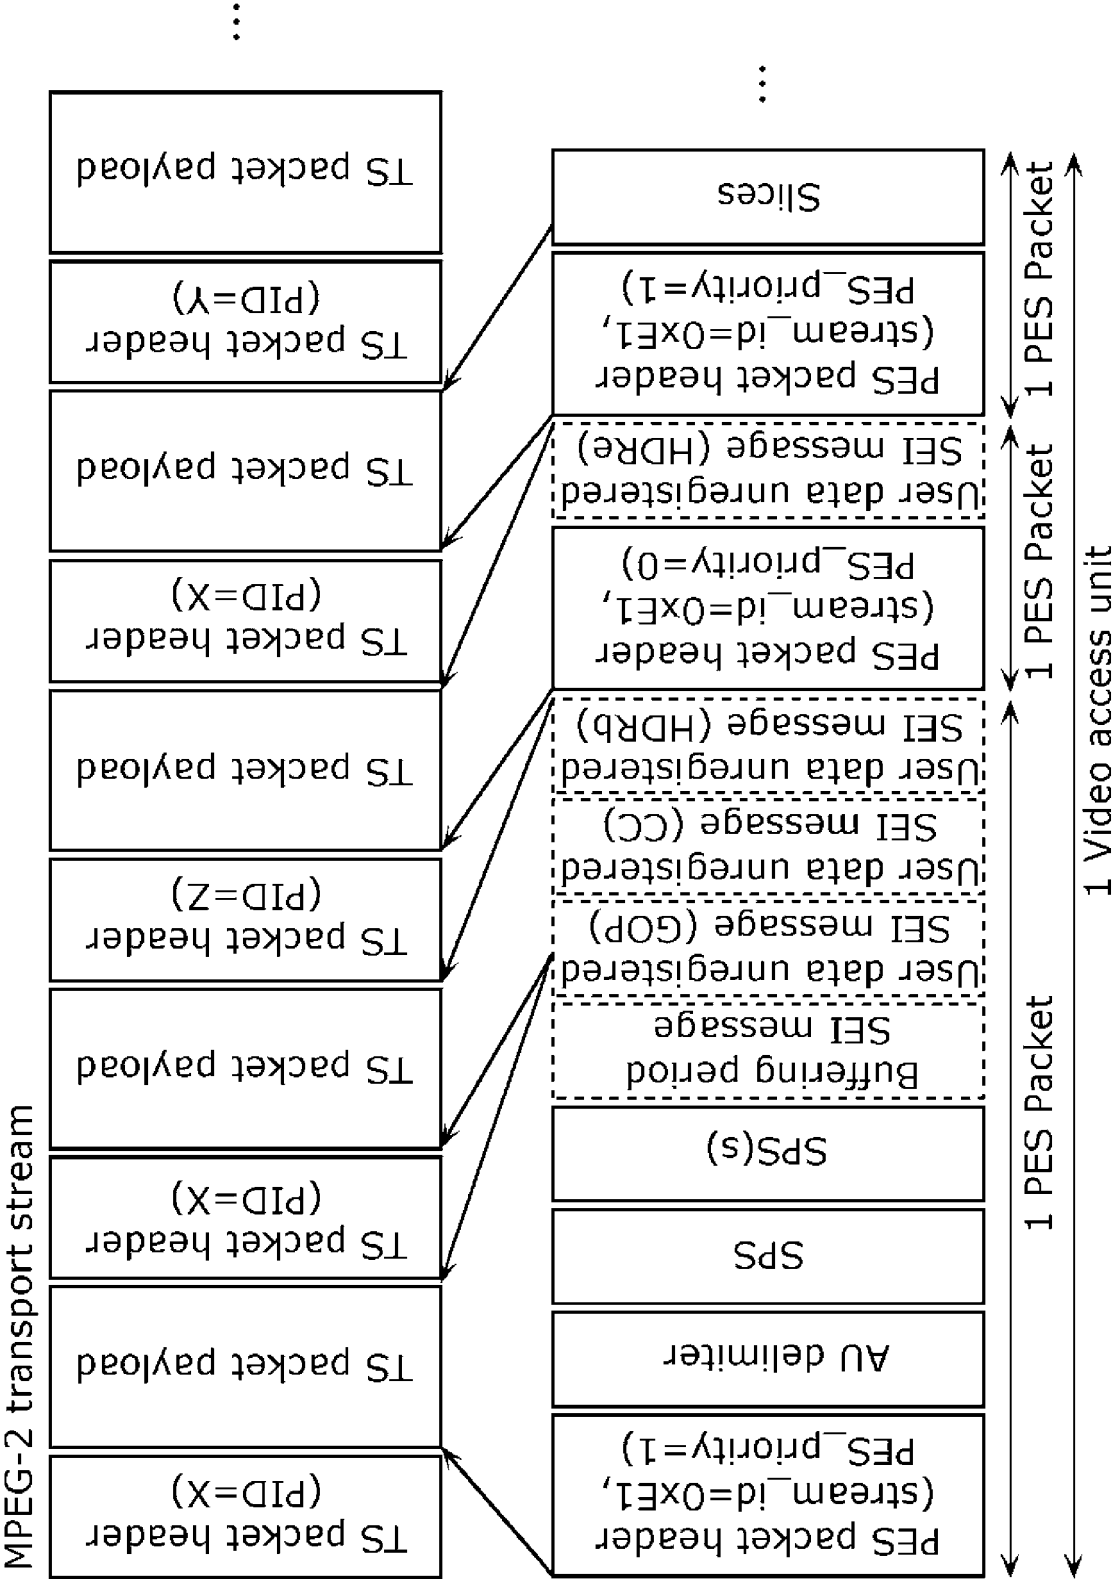 1 Video access unit
1 PES Packet
PES packet header
(stream_id=0xE1,
PES_priority=1)
AU delimiter
SPS
SPS(s)
Buffering period
SEI message
User data unregistered
SEI message (GOP)
User data unregistered
SEI message (CC)
User data unregistered
SEI message (HDRb)
1 PES Packet
PES packet header
(stream_id=0xE1,
PES_priority=0)
User data unregistered
SEI message (HDRe)
1 PES Packet
PES packet header
(stream_id=0xE1,
PES_priority=1)
Slices
...
MPEG-2 transport stream
TS packet header
(PID=X)
TS packet payload
TS packet header
(PID=X)
TS packet payload
TS packet header
(PID=Z)
TS packet payload
TS packet header
(PID=X)
TS packet payload
TS packet header
(PID=Y)
TS packet payload
...